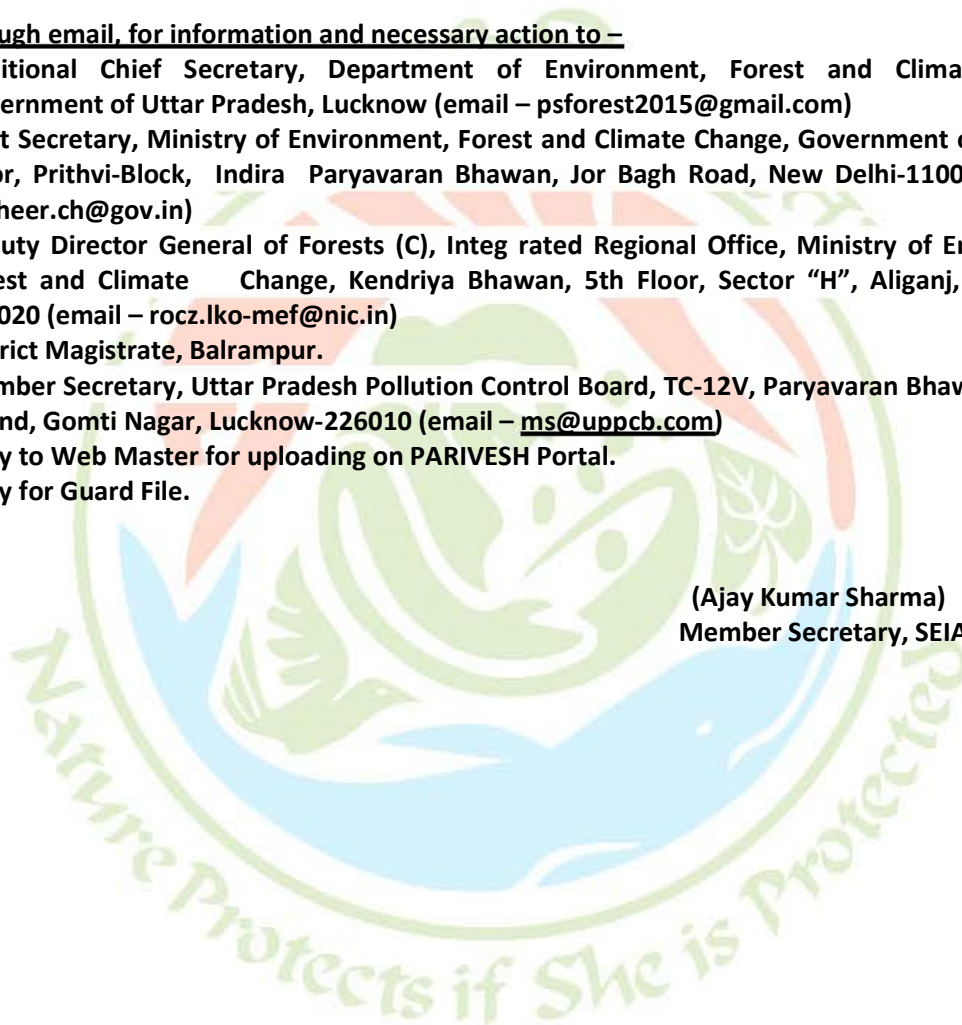 ugh email, for information and necessary action to –
itional Chief Secretary, Department of Environment, Forest and Clima
ernment of Uttar Pradesh, Lucknow (email – psforest2015@gmail.com)
t Secretary, Ministry of Environment, Forest and Climate Change, Government
or, Prithvi-Block, Indira Paryavaran Bhawan, Jor Bagh Road, New Delhi-1100
heer.ch@gov.in)
uty Director General of Forests (C), Integ rated Regional Office, Ministry of En
est and Climate Change, Kendriya Bhawan, 5th Floor, Sector “H”, Aliganj,
020 (email – rocz.lko-mef@nic.in)
rict Magistrate, Balrampur.
mber Secretary, Uttar Pradesh Pollution Control Board, TC-12V, Paryavaran Bhaw
nd, Gomti Nagar, Lucknow-226010 (email – ms@uppcb.com)
y to Web Master for uploading on PARIVESH Portal.
y for Guard File.
(Ajay Kumar Sharma)
Member Secretary, SEIA
Nature Protects if She is Protected